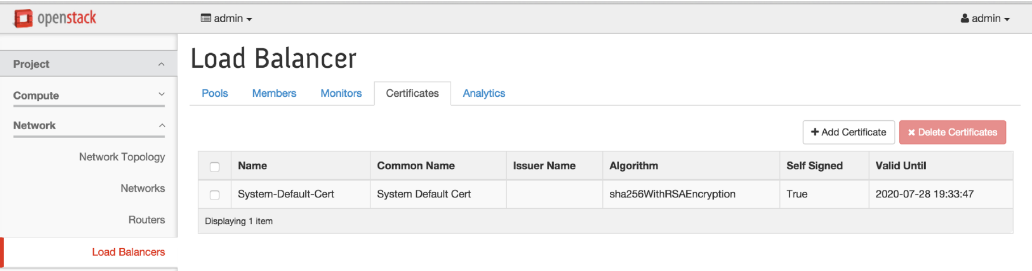 openstack
admin
admin
Project
Compute
Network
Network Topology
Networks
Routers
Load Balancers
Load Balancer
Pools Members Monitors Certificates Analytics
+ Add Certificate × Delete Certificates
Name Common Name Issuer Name Algorithm Self Signed Valid Until
System-Default-Cert System Default Cert sha256WithRSAEncryption True 2020-07-28 19:33:47
Displaying 1 item